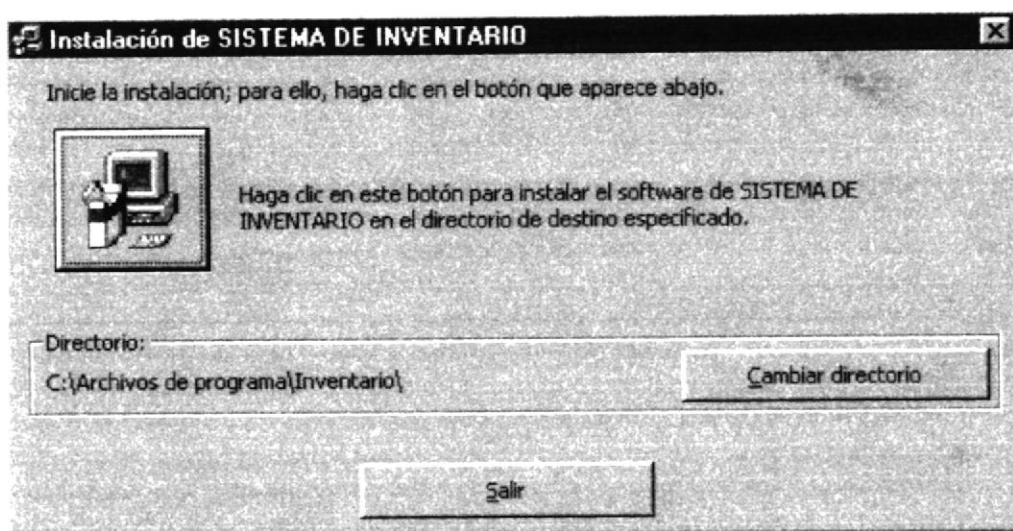 Instalación de SISTEMA DE INVENTARIO
Inicie la instalación; para ello, haga clic en el botón que aparece abajo.
Haga clic en este botón para instalar el software de SISTEMA DE
INVENTARIO en el directorio de destino especificado.
Directorio:
C:\Archivos de programa\Inventario\
Cambiar directorio
Salir